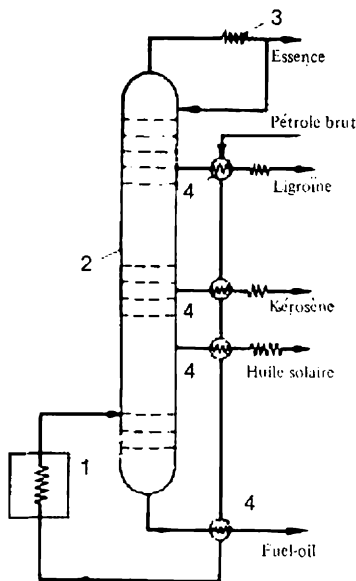 3
Essence
Pétrole brut
4
Ligroïne
2
4
Kérosène
4
Huile solaire
1
4
Fuel-oil